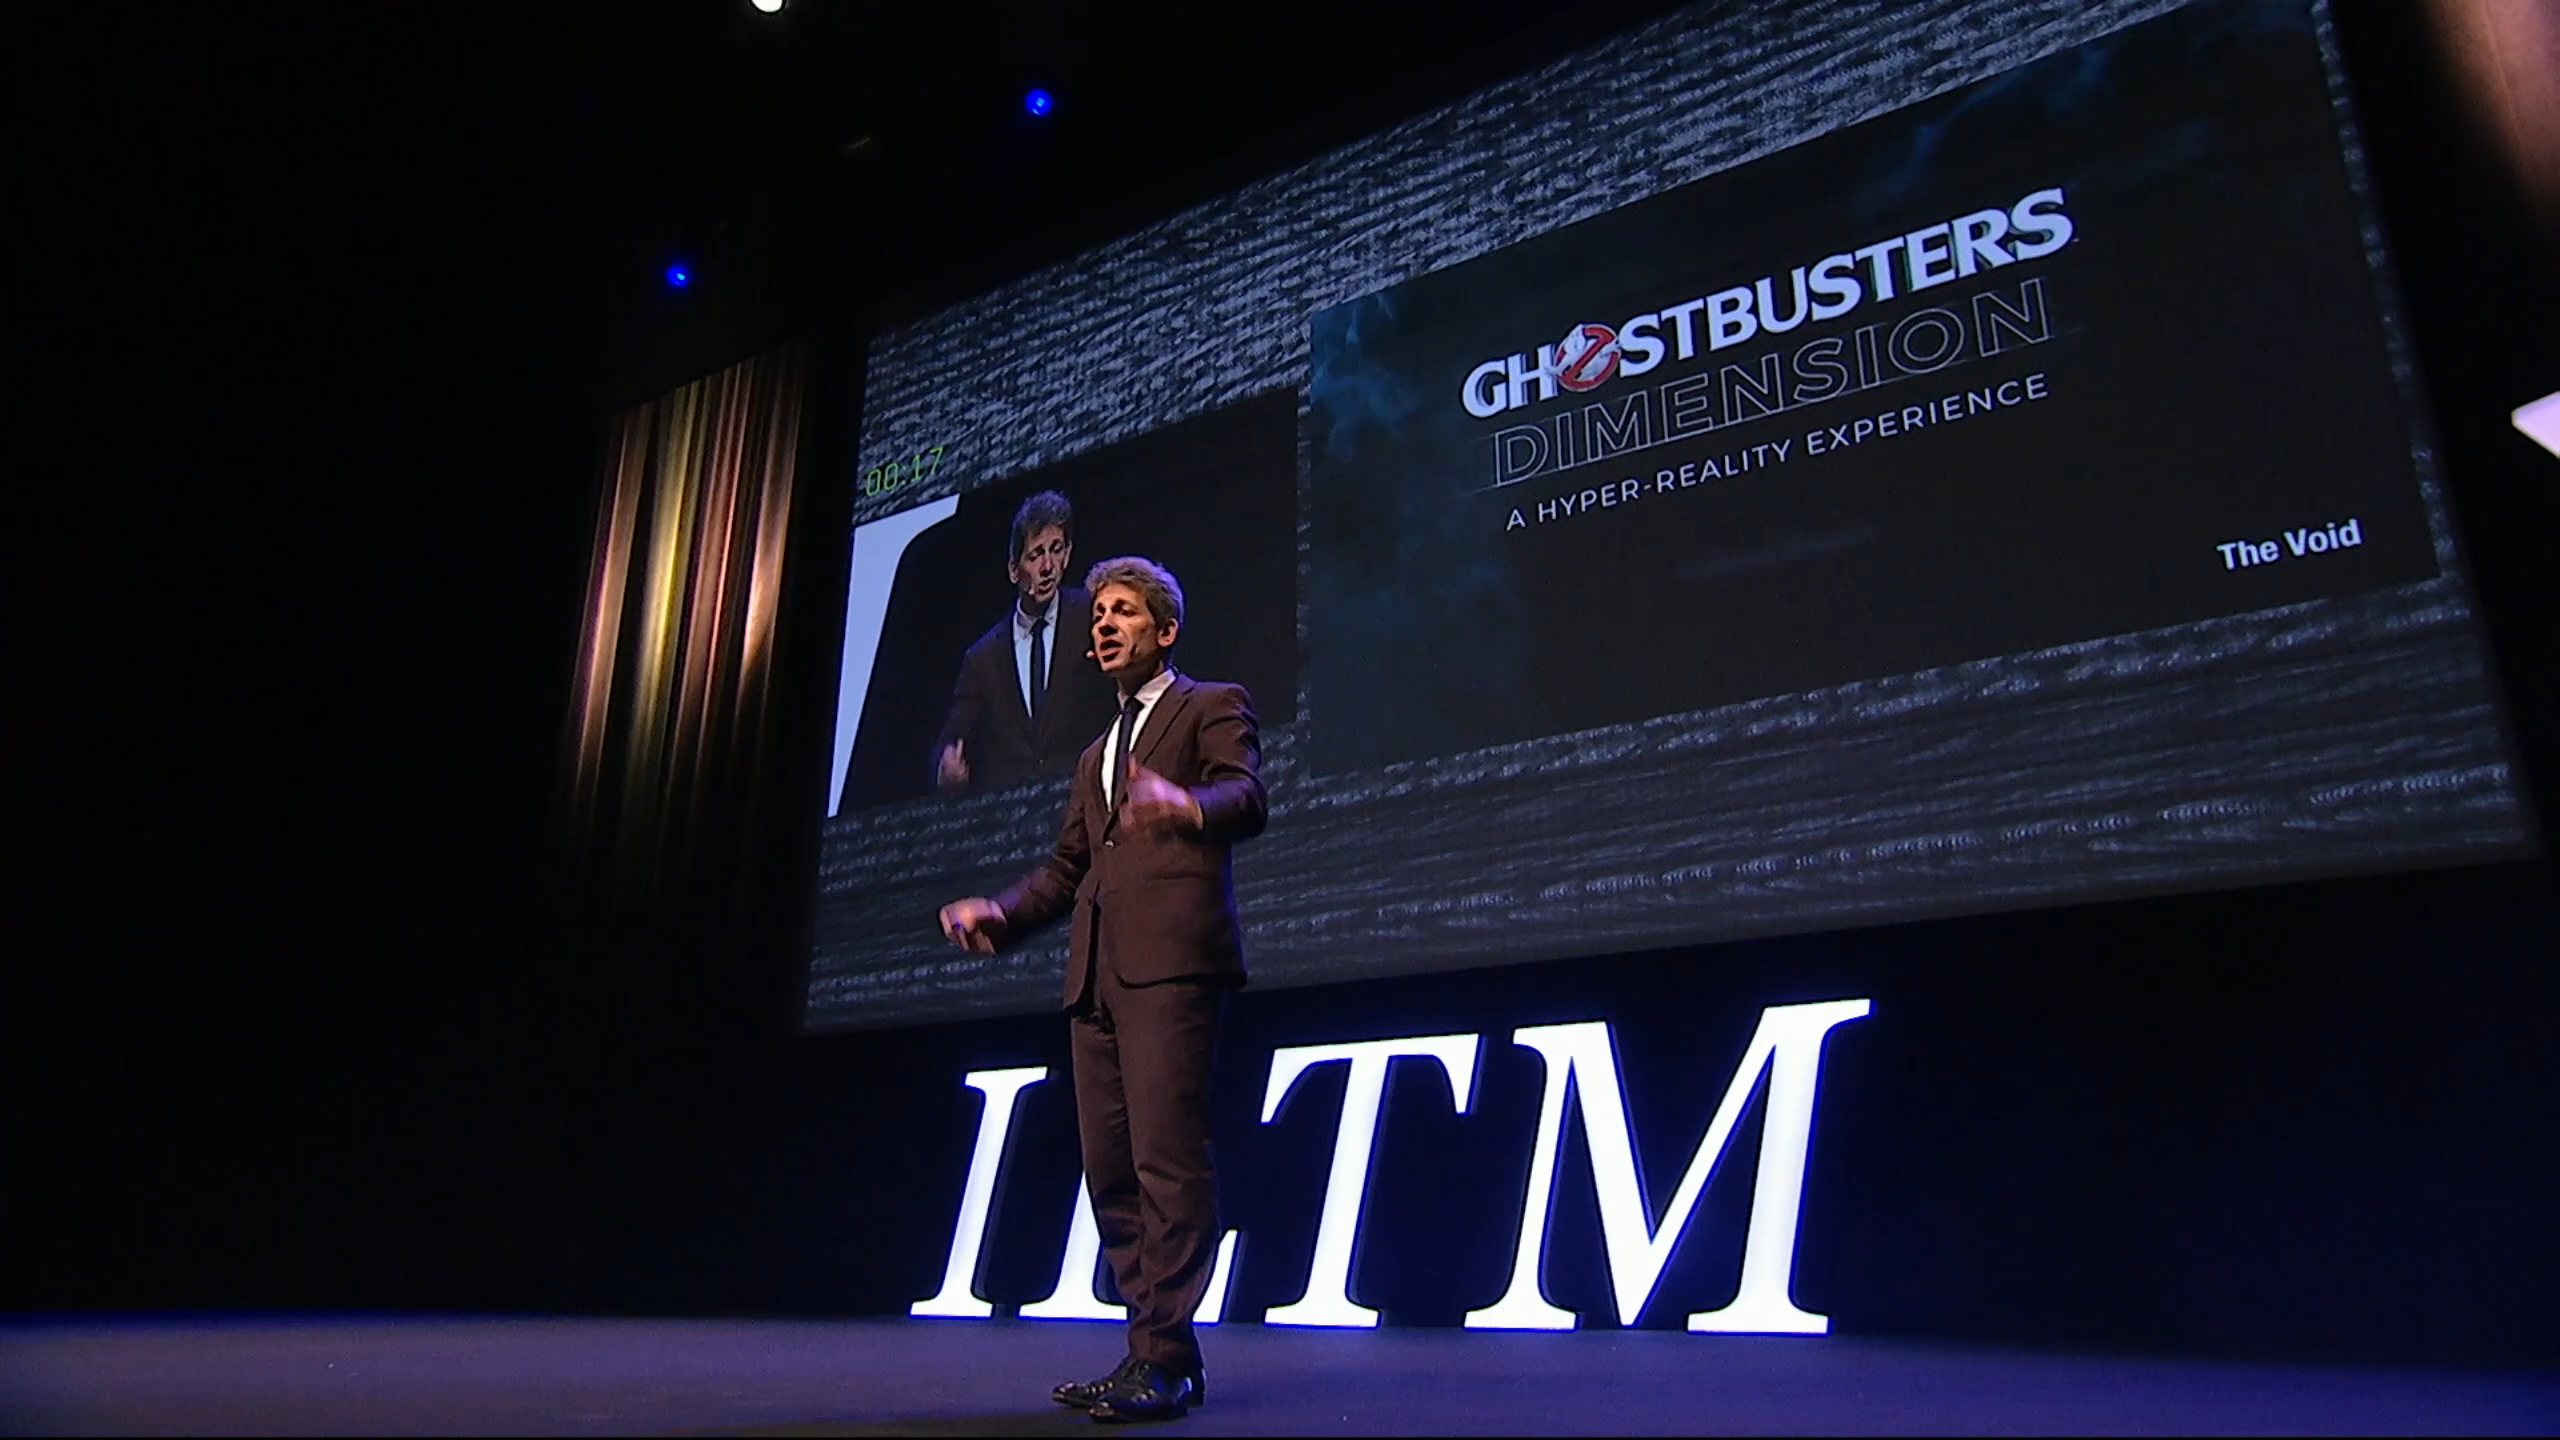 00:17
GHOSTBUSTERS
DIMENSION
A HYPER-REALITY EXPERIENCE
The Void
ILTM